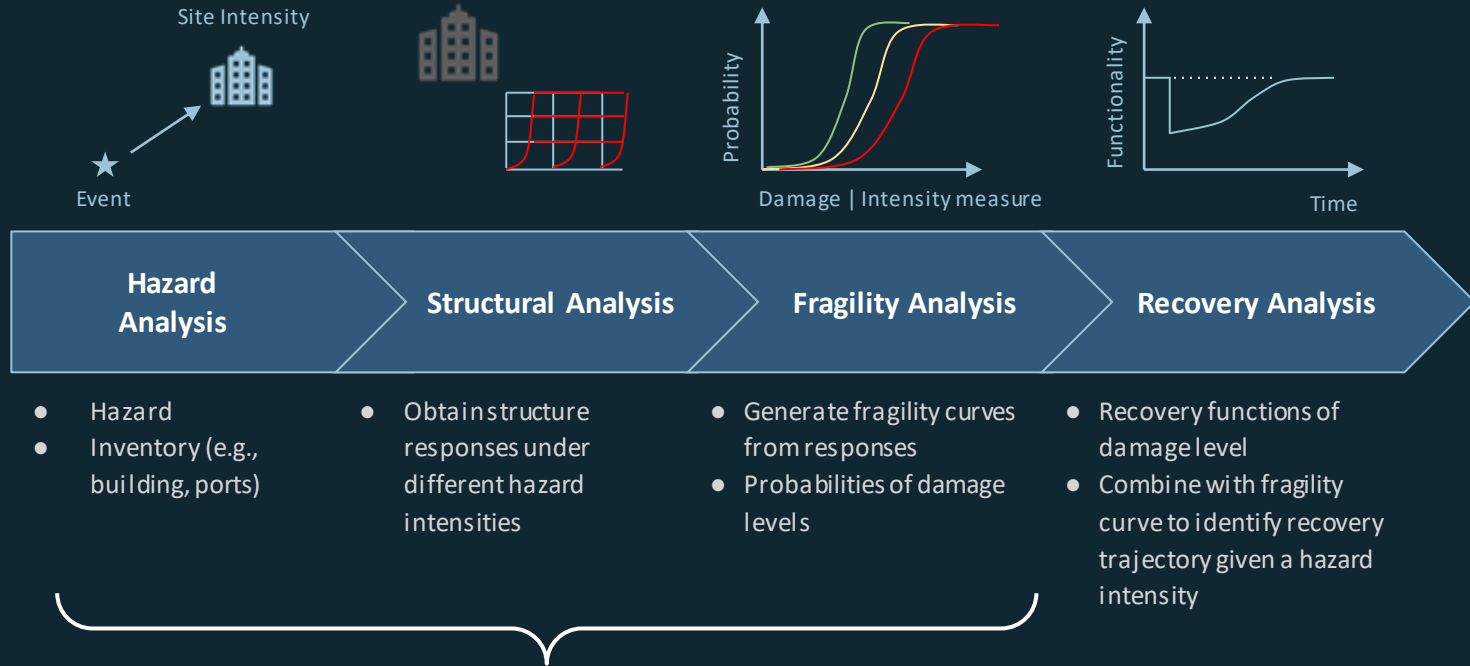 Site Intensity
Event
Probability
Damage | Intensity measure
Functionality
Time
Hazard
Analysis
Structural Analysis
Fragility Analysis
Recovery Analysis
● Hazard
● Inventory (e.g.,
building, ports)
● Obtain structure
responses under
different hazard
intensities
● Generate fragility curves
from responses
● Probabilities of damage
levels
● Recovery functions of
damage level
● Combine with fragility
curve to identify recovery
trajectory given a hazard
intensity